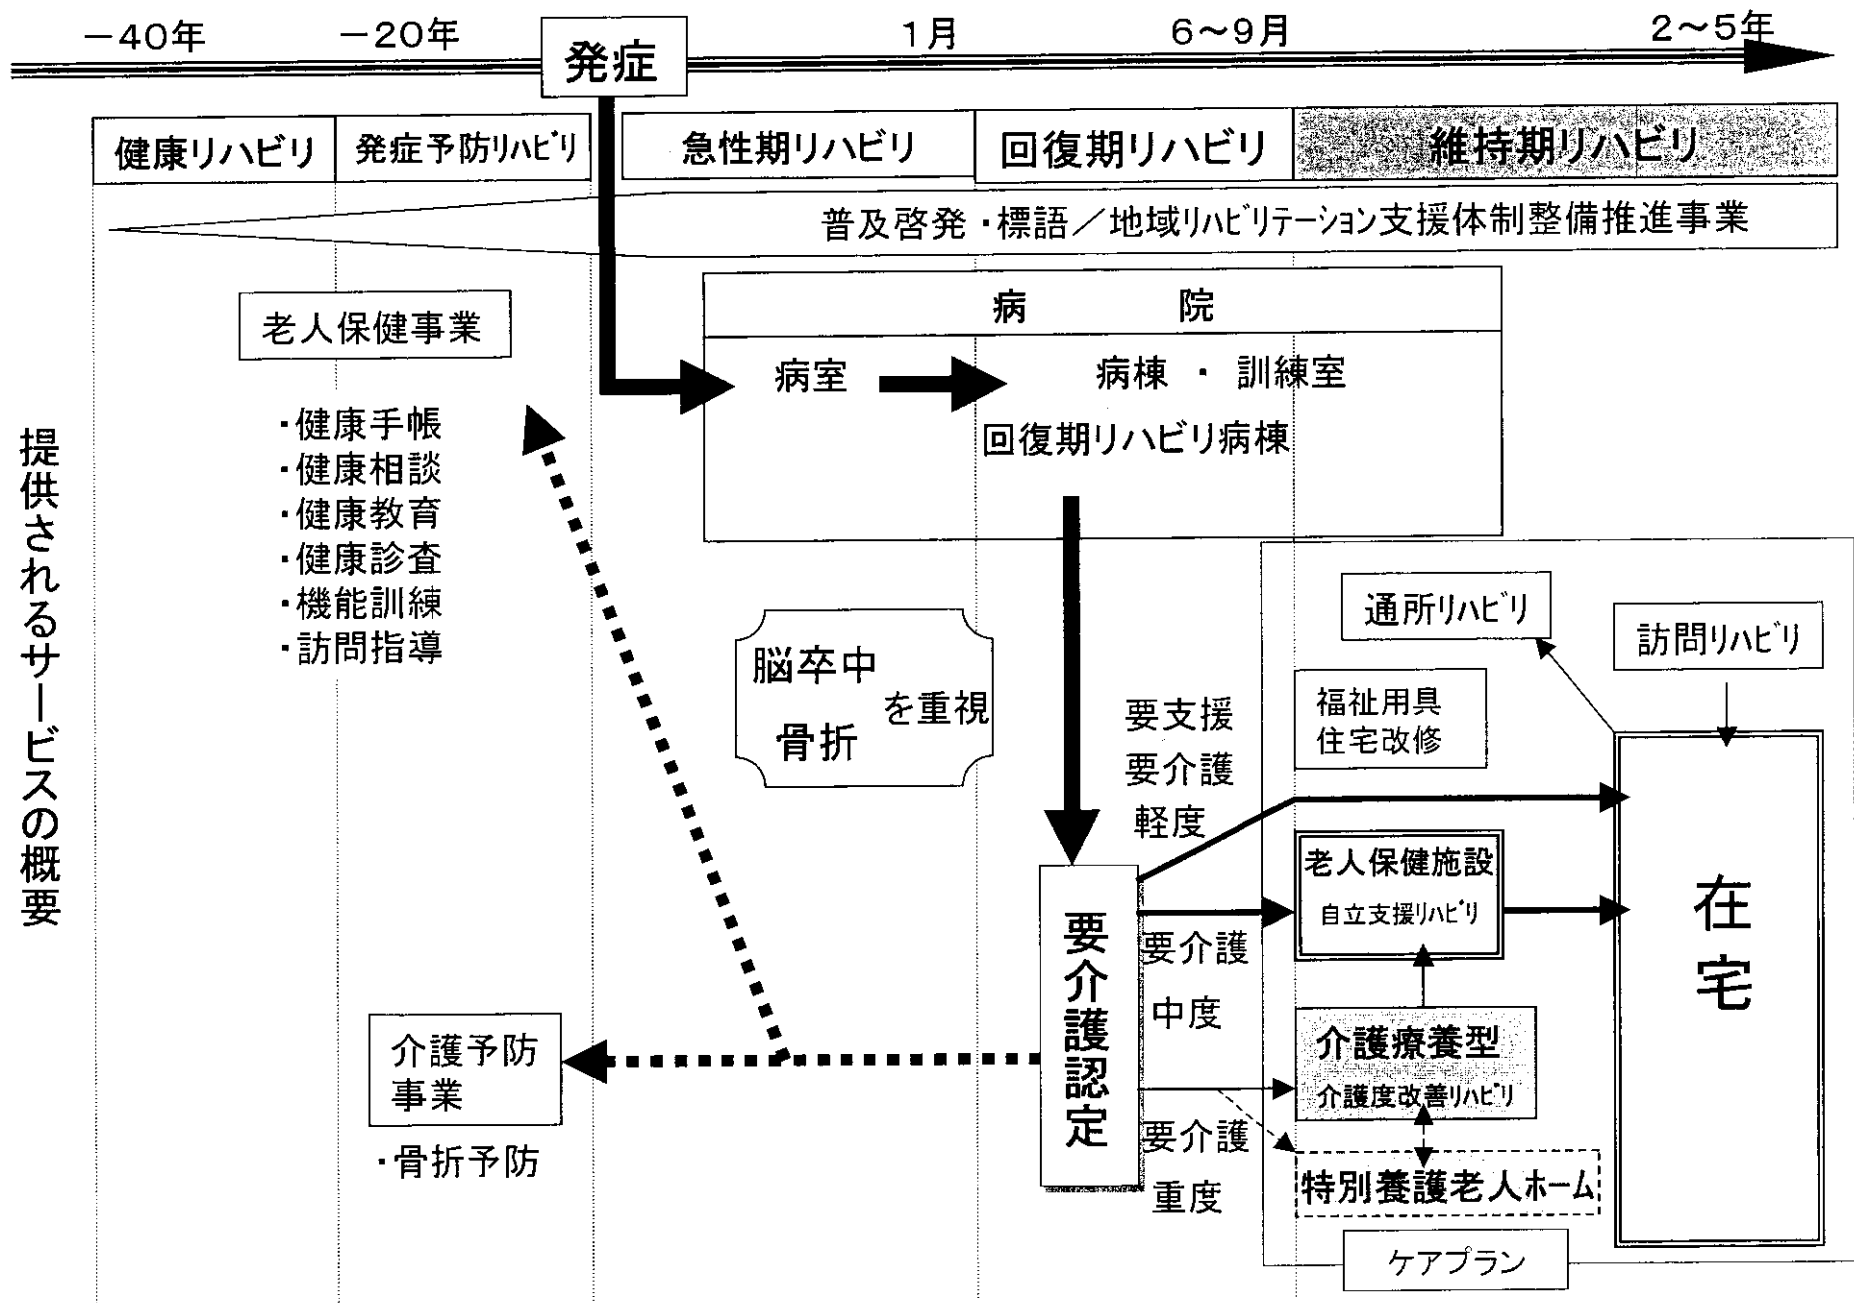 －40年
－20年
発症
1月
6～9月
2～5年
健康リハビリ
発症予防ﾘﾊﾋﾞﾘ
急性期リハビリ
回復期リハビリ
維持期リハビリ
普及啓発・標語／地域ﾘﾊﾋﾞﾘﾃｰｼｮﾝ支援体制整備推進事業
提供されるサービスの概要
老人保健事業
・健康手帳
・健康相談
・健康教育
・健康診査
・機能訓練
・訪問指導
病　院
病室
病棟・訓練室
回復期リハビリ病棟
脳卒中
骨折
を重視
要支援
要介護
軽度
通所ﾘﾊﾋﾞﾘ
訪問ﾘﾊﾋﾞﾘ
福祉用具
住宅改修
老人保健施設
自立支援ﾘﾊﾋﾞﾘ
在宅
要介護認定
要介護
中度
介護療養型
介護度改善ﾘﾊﾋﾞﾘ
要介護
重度
特別養護老人ﾎｰﾑ
ケアプラン
介護予防
事業
・骨折予防